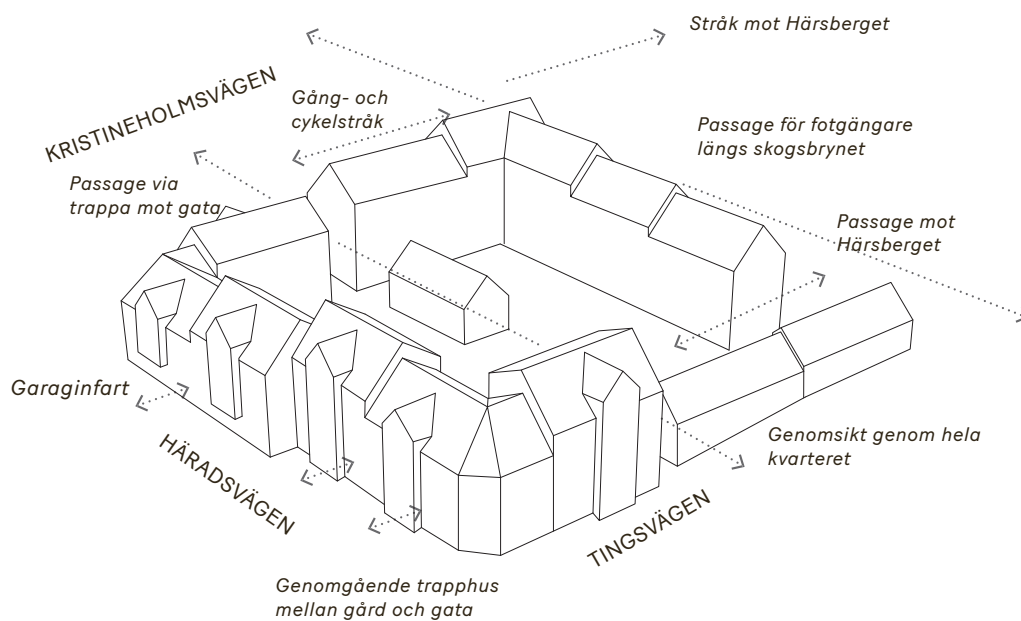 Stråk mot Härsberget
KRISTINEHOLMSVÄGEN
Gång- och
cykelstråk
Passage för fotgängare
längs skogsbrynet
Passage via
trappa mot gata
Passage mot
Härsberget
Garaginfart
HÄRADSVÄGEN
Genomsikt genom hela
kvarteret
TINGSVÄGEN
Genomgående trapphus
mellan gård och gata